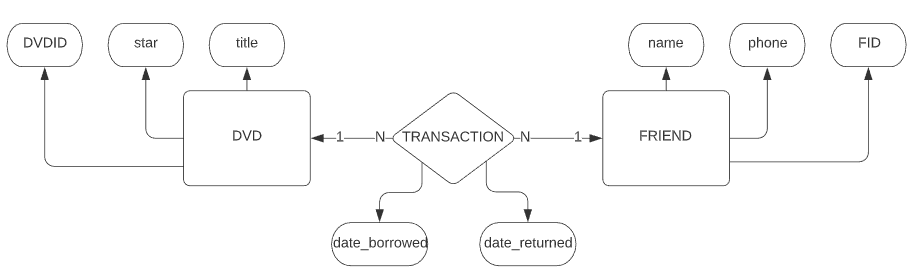 DVDID
star
title
name
phone
FID
DVD
1
N
TRANSACTION
N
1
FRIEND
date_borrowed
date_returned